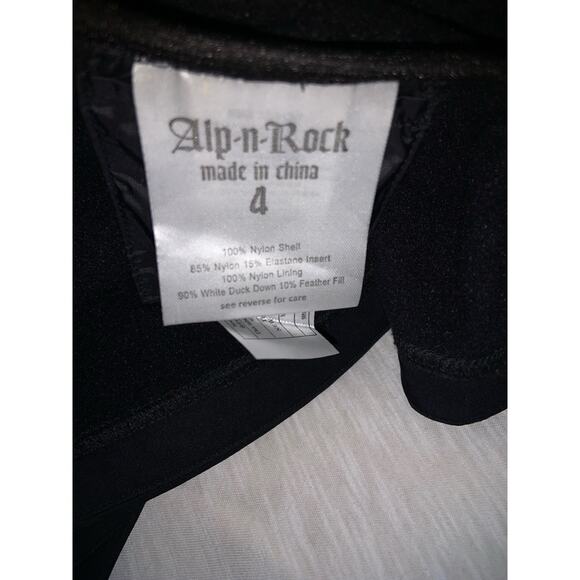 Alp-n-Rock
made in china
4
100% Nylon Shell
85% Nylon 15% Elastane Insert
100% Nylon Lining
90% White Duck Down 10% Feather Fill
see reverse for care